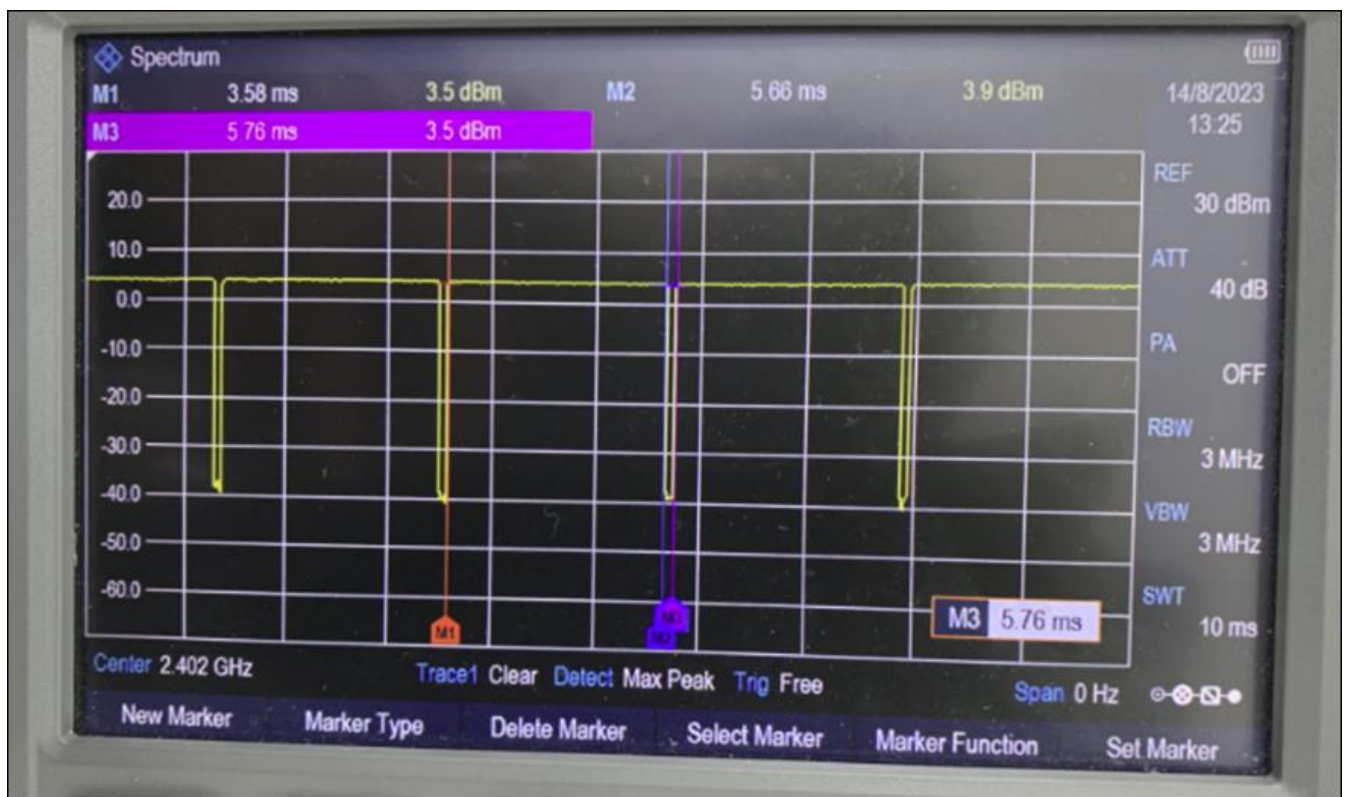 Spectrum
M1 3.58 ms 3.5 dBm M2 5.66 ms 3.9 dBm 14/8/2023
M3 5 76 ms 3.5 dBm 13:25
REF
20.0 30 dBm
10.0 ATT
0.0 40 dB
-10.0 PA
OFF
-20.0
RBW
-30.0 3 MHz
-40.0
VBW
-50.0 3 MHz
-60.0 SWT
M1 M3 M2 M3 5.76 ms 10 ms
Center 2.402 GHz Trace1 Clear Detect Max Peak Trig Free Span 0 Hz
New Marker Marker Type Delete Marker Select Marker Marker Function Set Marker